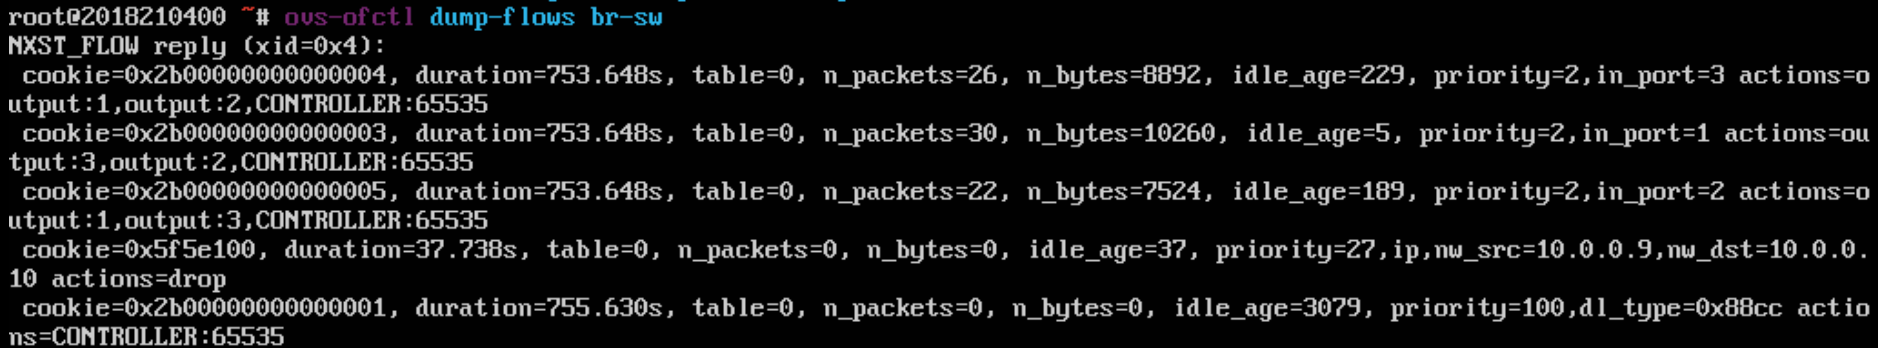 root@2018210400 ~# ovs-ofctl dump-flows br-sw
NXST_FLOW reply (xid=0x4):
 cookie=0x2b00000000000004, duration=753.648s, table=0, n_packets=26, n_bytes=8892, idle_age=229, priority=2,in_port=3 actions=o
utput:1,output:2,CONTROLLER:65535
 cookie=0x2b00000000000003, duration=753.648s, table=0, n_packets=30, n_bytes=10260, idle_age=5, priority=2,in_port=1 actions=ou
tput:3,output:2,CONTROLLER:65535
 cookie=0x2b00000000000005, duration=753.648s, table=0, n_packets=22, n_bytes=7524, idle_age=189, priority=2,in_port=2 actions=o
utput:1,output:3,CONTROLLER:65535
 cookie=0x5f5e100, duration=37.738s, table=0, n_packets=0, n_bytes=0, idle_age=37, priority=27,ip,nw_src=10.0.0.9,nw_dst=10.0.0.
10 actions=drop
 cookie=0x2b00000000000001, duration=755.630s, table=0, n_packets=0, n_bytes=0, idle_age=3079, priority=100,dl_type=0x88cc actio
ns=CONTROLLER:65535